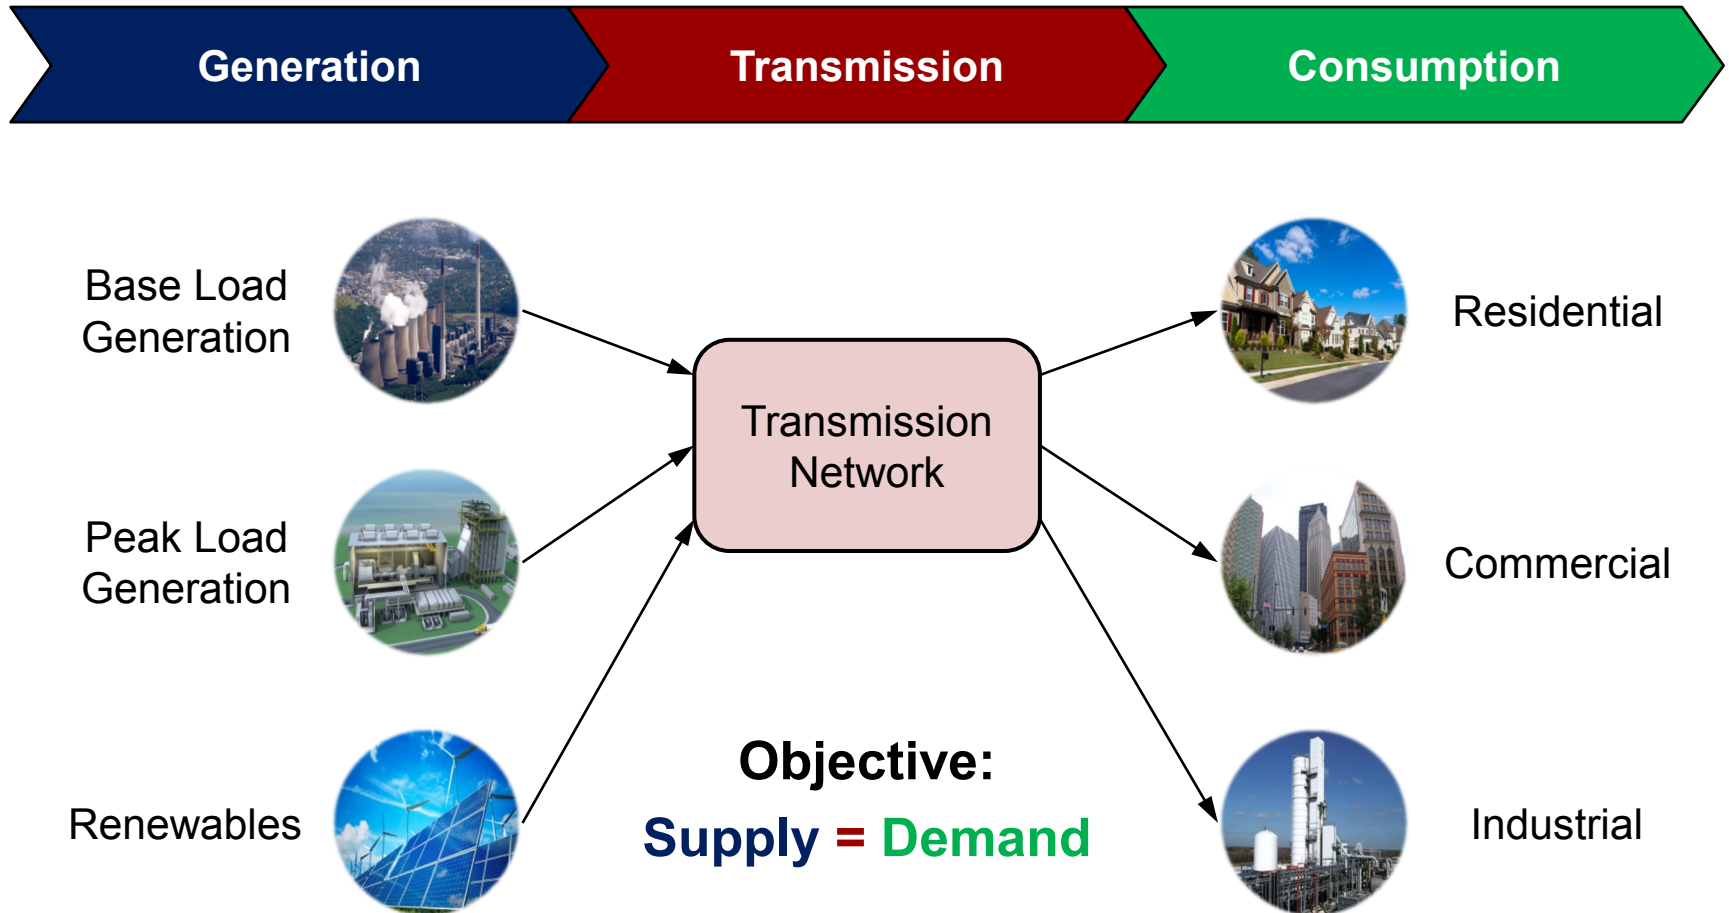 Generation
Transmission
Consumption
Base Load
Generation
Peak Load
Generation
Renewables
Transmission
Network
Objective:
Supply = Demand
Residential
Commercial
Industrial